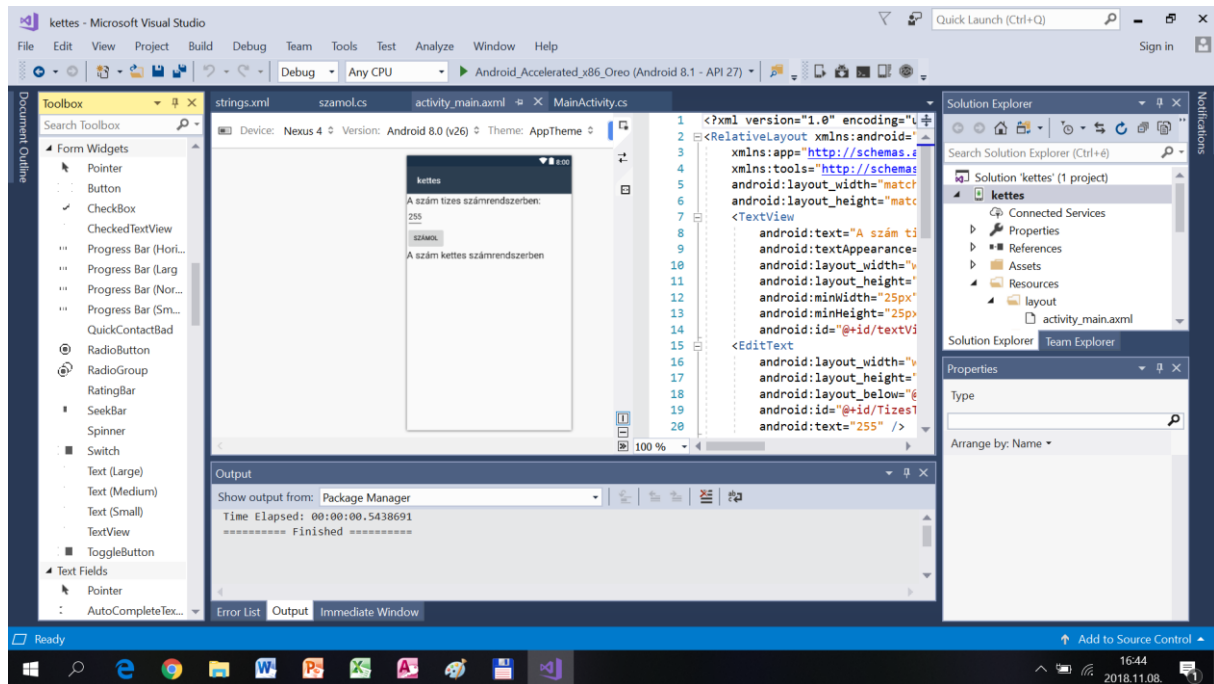 kettes - Microsoft Visual Studio
Quick Launch (Ctrl+Q)
File Edit View Project Build Debug Team Tools Test Analyze Window Help
Sign in
Debug Any CPU Android_Accelerated_x86_Oreo (Android 8.1 - API 27)
Document Outline
Toolbox
Search Toolbox
Form Widgets
Pointer
Button
CheckBox
CheckedTextView
Progress Bar (Hori...
Progress Bar (Larg
Progress Bar (Nor...
Progress Bar (Sm...
QuickContactBad
RadioButton
RadioGroup
RatingBar
SeekBar
Spinner
Switch
Text (Large)
Text (Medium)
Text (Small)
TextView
ToggleButton
Text Fields
Pointer
AutoCompleteTex...
strings.xml szamol.cs activity_main.axml MainActivity.cs
Device: Nexus 4 Version: Android 8.0 (v26) Theme: AppTheme
8:00
kettes
A szám tizes számrendszerben:
255
SZÁMOL
A szám kettes számrendszerben
1 <?xml version="1.0" encoding="u
2 <RelativeLayout xmlns:android="
3 xmlns:app="http://schemas.a
4 xmlns:tools="http://schemas
5 android:layout_width="match
6 android:layout_height="matc
7 <TextView
8 android:text="A szám ti
9 android:textAppearance=
10 android:layout_width="w
11 android:layout_height="
12 android:minWidth="25px"
13 android:minHeight="25px
14 android:id="@+id/textVi
15 <EditText
16 android:layout_width="w
17 android:layout_height="
18 android:layout_below="@
19 android:id="@+id/TizesT
20 android:text="255" />
100 %
Output
Show output from: Package Manager
Time Elapsed: 00:00:00.5438691
========== Finished ==========
Error List Output Immediate Window
Solution Explorer
Search Solution Explorer (Ctrl+é)
Solution 'kettes' (1 project)
kettes
Connected Services
Properties
References
Assets
Resources
layout
activity_main.axml
Solution Explorer Team Explorer
Properties
Type
Arrange by: Name
Notifications
Ready
Add to Source Control
16:44
2018.11.08.
1